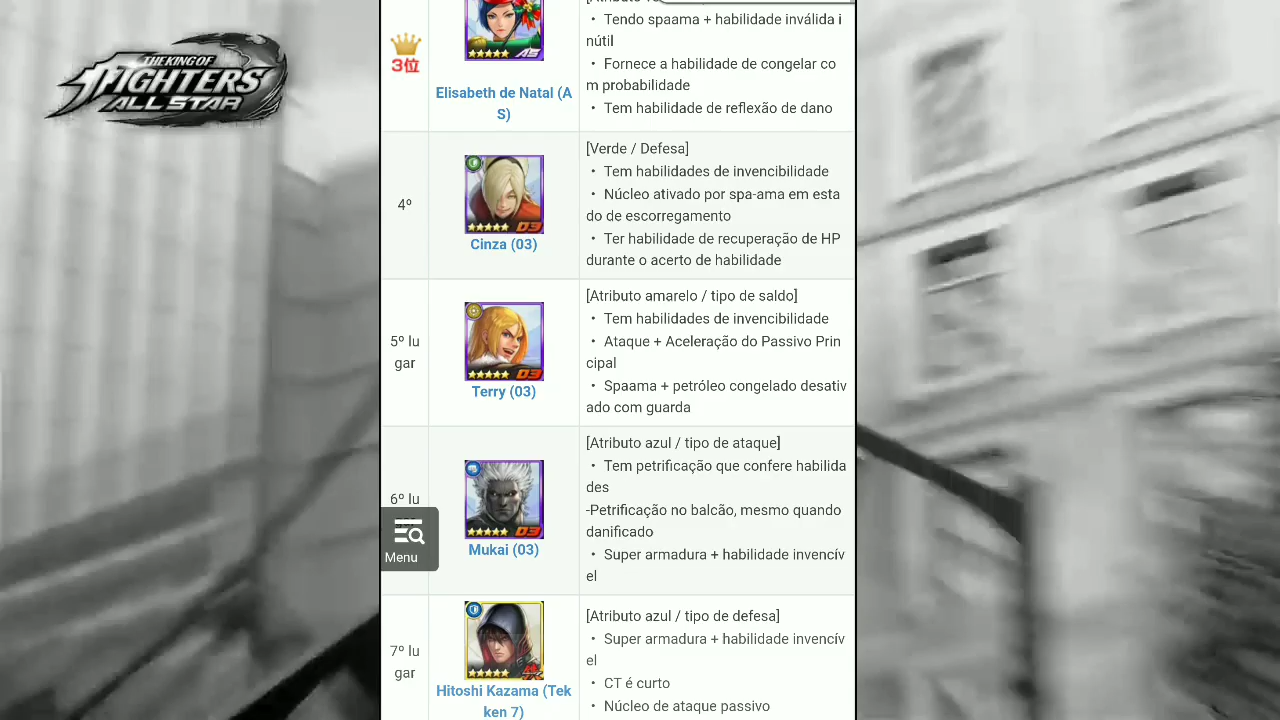 THE KING OF
FIGHTERS
ALL STAR
3位
AS
Elisabeth de Natal (A
S)
・ Tendo spaama + habilidade inválida i
nútil
・ Fornece a habilidade de congelar co
m probabilidade
・ Tem habilidade de reflexão de dano
4º
03
Cinza (03)
[Verde / Defesa]
・ Tem habilidades de invencibilidade
・ Núcleo ativado por spa-ama em esta
do de escorregamento
・ Ter habilidade de recuperação de HP
durante o acerto de habilidade
5º lu
gar
03
Terry (03)
[Atributo amarelo / tipo de saldo]
・ Tem habilidades de invencibilidade
・ Ataque + Aceleração do Passivo Prin
cipal
・ Spaama + petróleo congelado desativ
ado com guarda
6º lu
Menu
03
Mukai (03)
[Atributo azul / tipo de ataque]
・ Tem petrificação que confere habilida
des
-Petrificação no balcão, mesmo quando
danificado
・ Super armadura + habilidade invencív
el
7º lu
gar
Hitoshi Kazama (Tek
ken 7)
[Atributo azul / tipo de defesa]
・ Super armadura + habilidade invencív
el
・ CT é curto
・ Núcleo de ataque passivo